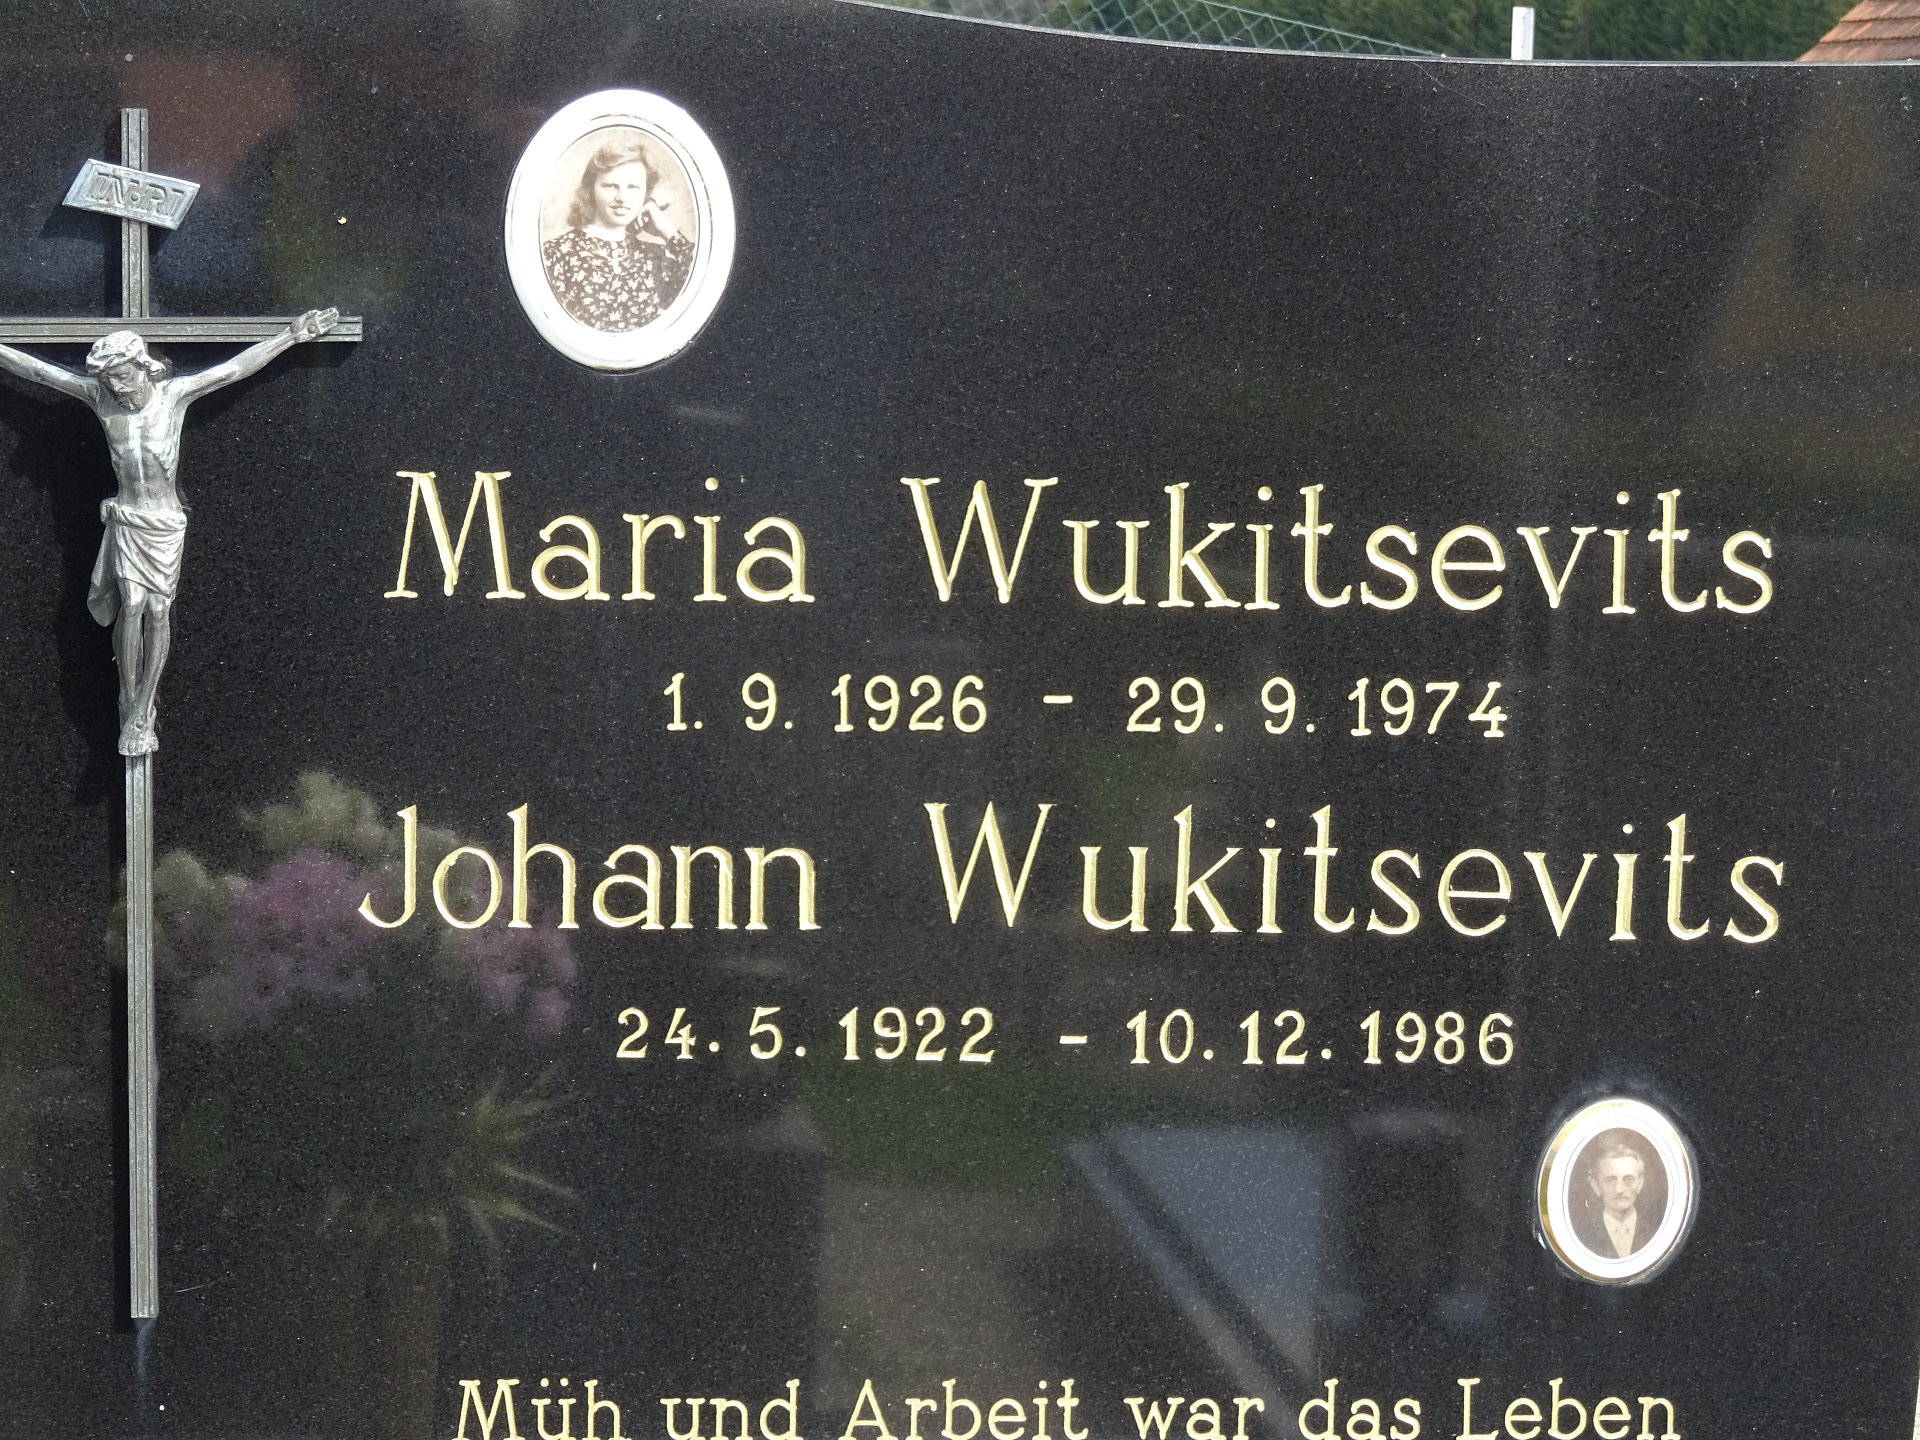 INRI
Maria Wukitsevits
1. 9. 1926 - 29. 9. 1974
Johann Wukitsevits
24. 5. 1922 - 10. 12. 1986
Müh und Arbeit war das Leben